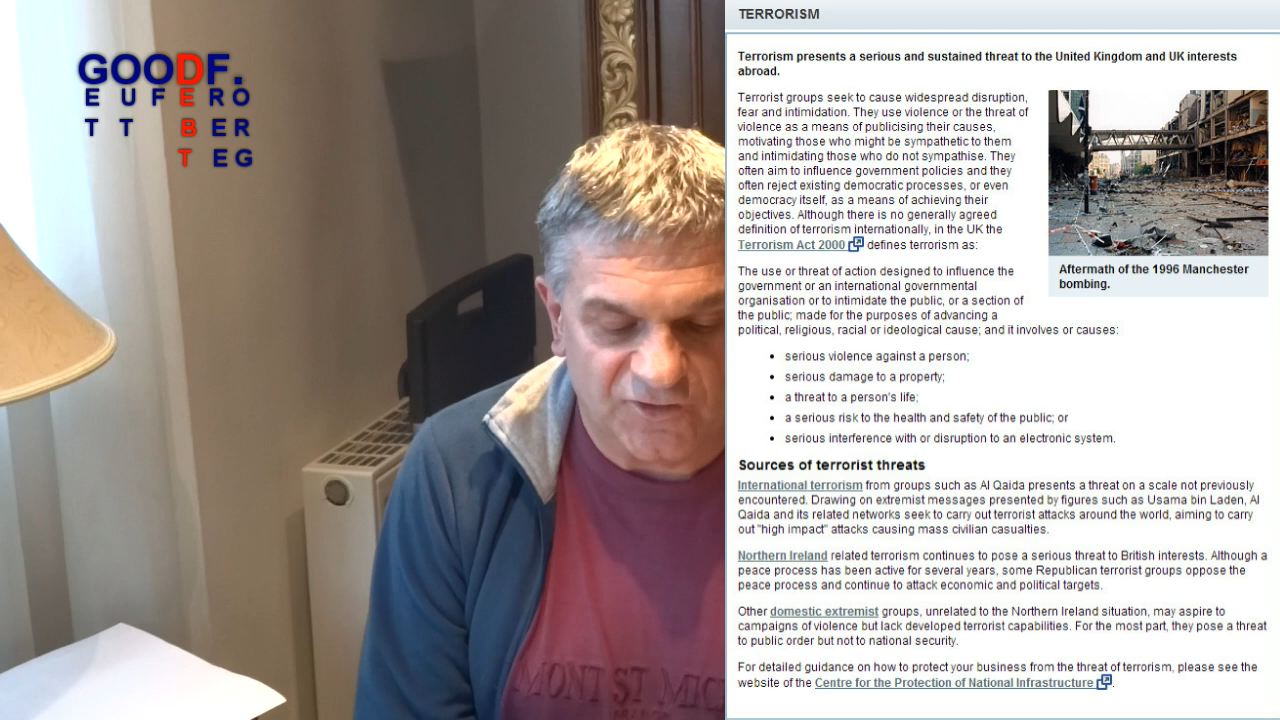 GOODF.
EUFERO
TT BER
T EG
TERRORISM
Terrorism presents a serious and sustained threat to the United Kingdom and UK interests
abroad.
Terrorist groups seek to cause widespread disruption,
fear and intimidation. They use violence or the threat of
violence as a means of publicising their causes,
motivating those who might be sympathetic to them
and intimidating those who do not sympathise. They
often aim to influence government policies and they
often reject existing democratic processes, or even
democracy itself, as a means of achieving their
objectives. Although there is no generally agreed
definition of terrorism internationally, in the UK the
Terrorism Act 2000 defines terrorism as:
Aftermath of the 1996 Manchester
bombing.
The use or threat of action designed to influence the
government or an international governmental
organisation or to intimidate the public, or a section of
the public; made for the purposes of advancing a
political, religious, racial or ideological cause; and it involves or causes:
• serious violence against a person;
• serious damage to a property;
• a threat to a person's life;
• a serious risk to the health and safety of the public; or
• serious interference with or disruption to an electronic system.
Sources of terrorist threats
International terrorism from groups such as Al Qaida presents a threat on a scale not previously
encountered. Drawing on extremist messages presented by figures such as Usama bin Laden, Al
Qaida and its related networks seek to carry out terrorist attacks around the world, aiming to carry
out "high impact" attacks causing mass civilian casualties.
Northern Ireland related terrorism continues to pose a serious threat to British interests. Although a
peace process has been active for several years, some Republican terrorist groups oppose the
peace process and continue to attack economic and political targets.
Other domestic extremist groups, unrelated to the Northern Ireland situation, may aspire to
campaigns of violence but lack developed terrorist capabilities. For the most part, they pose a threat
to public order but not to national security.
For detailed guidance on how to protect your business from the threat of terrorism, please see the
website of the Centre for the Protection of National Infrastructure.
MONT ST MIC